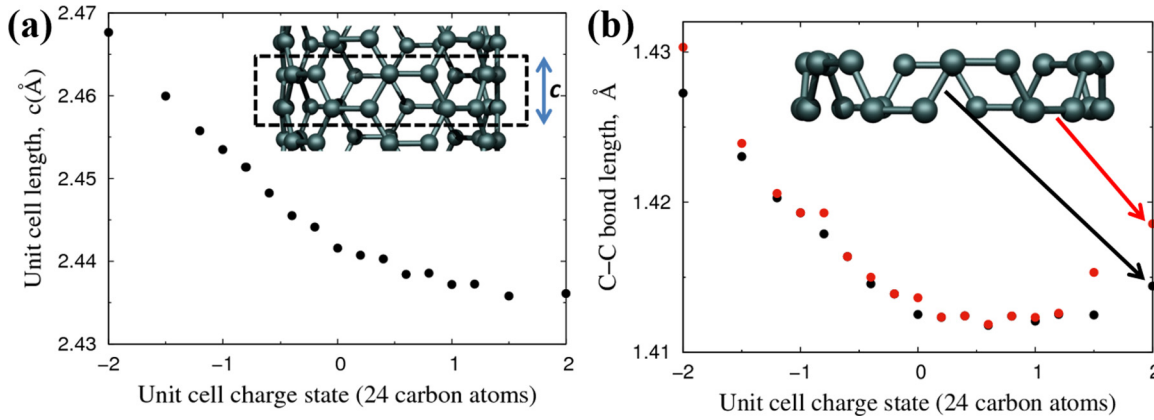 (a)
2.47
2.46
2.45
2.44
2.43
Unit cell length, c(Å)
c
−2
−1
0
1
2
Unit cell charge state (24 carbon atoms)
(b)
1.43
1.42
1.41
C−C bond length, Å
−2
−1
0
1
2
Unit cell charge state (24 carbon atoms)